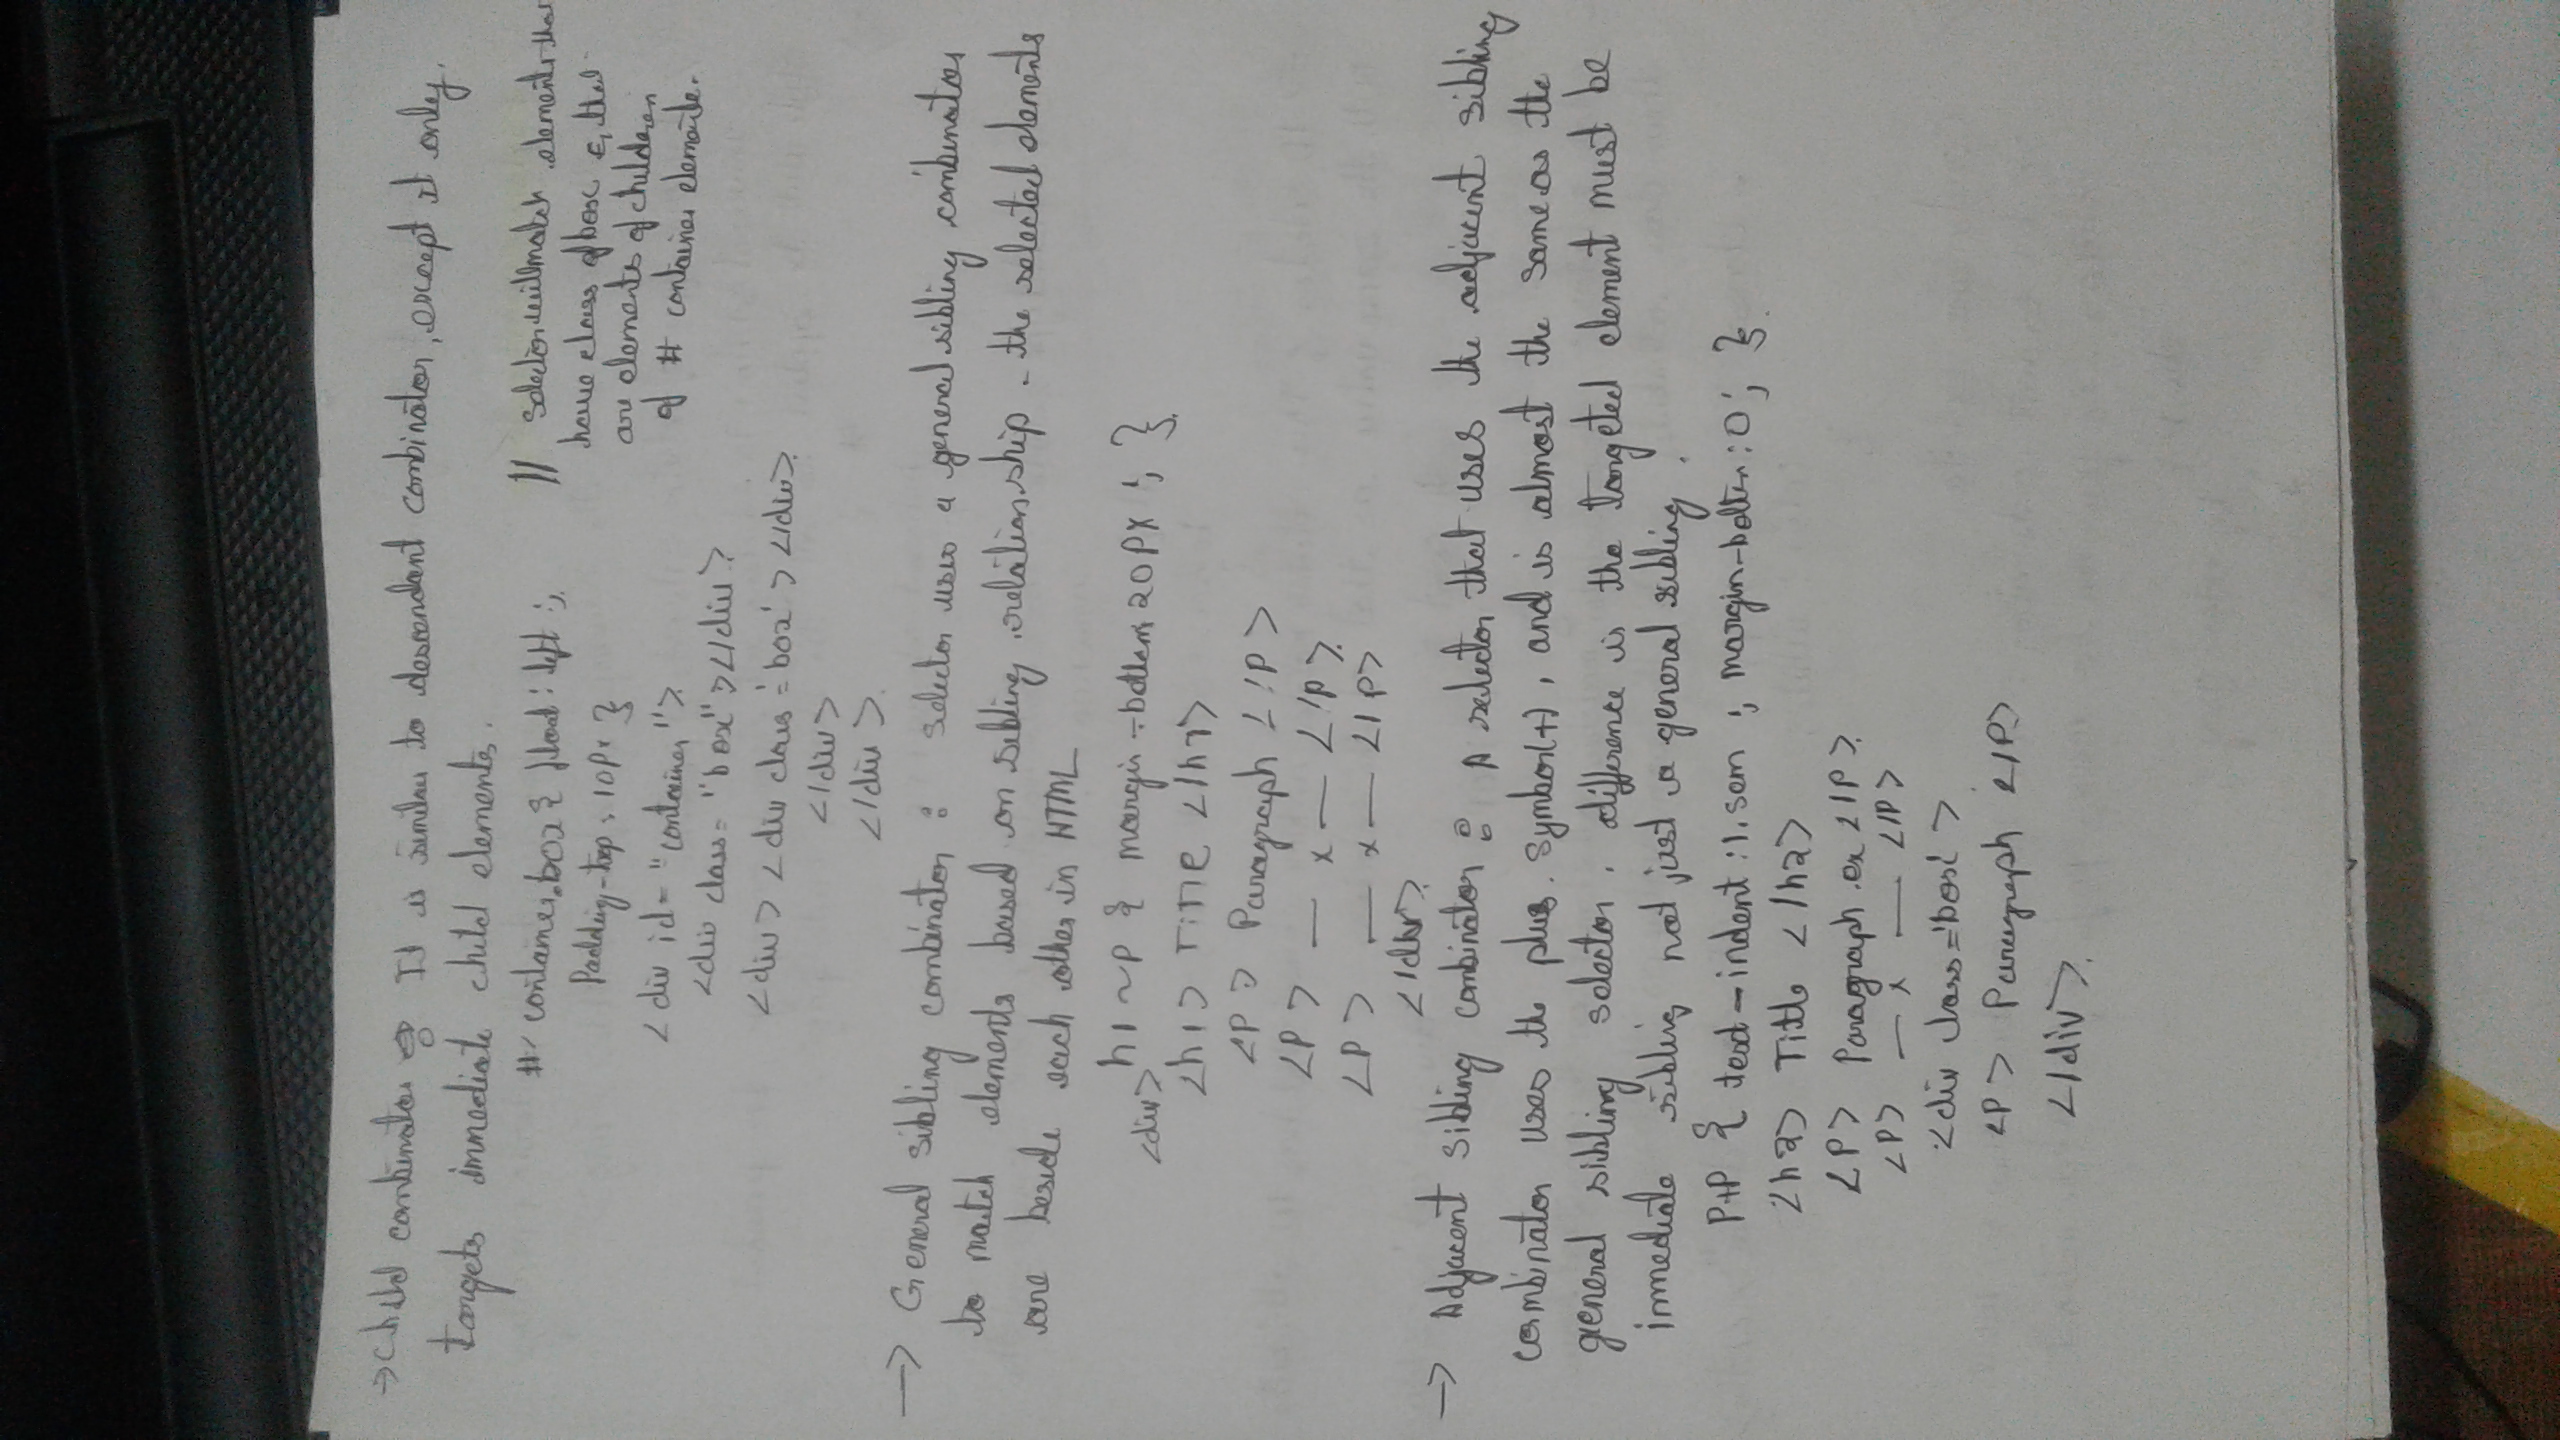 → Child combinator : It is similar to descendant combinator, except it only
targets immediate child elements.
# container.box { float : left ;
Padding-top : 10px }
<div id= "container">
<div class= "box"></div>
<div> <div class ='box' > </div>
</div>
</div>
// selector will match elements that
have class of box & that
are elements of children
of # container elemente.
→ General sibling combinator : selector uses a general sibling combinator
to match elements based on sibling relationship - the selected elements
are beside each other in HTML
h1 ~ p { margin-bottom 20PX ; }
<div>
<h1> Title </h1>
<P> Paragraph </P>
<P> — x — </P>
<P> — x — </P>
</div>
→ Adjacent sibling combinator : A selector that uses the adjacent sibling
combinator uses the plus symbol(+), and is almost the same as the
general sibling selector. difference is the targeted element must be
immediate sibling not just a general sibling.
P+P { text-indent : 1.5em ; margin-bottom : 0 ; }
<h2> Title </h2>
<P> Paragraph ex </P>
<P> — x — </P>
<div class='box' >
<P> Paragraph </P>
</div>